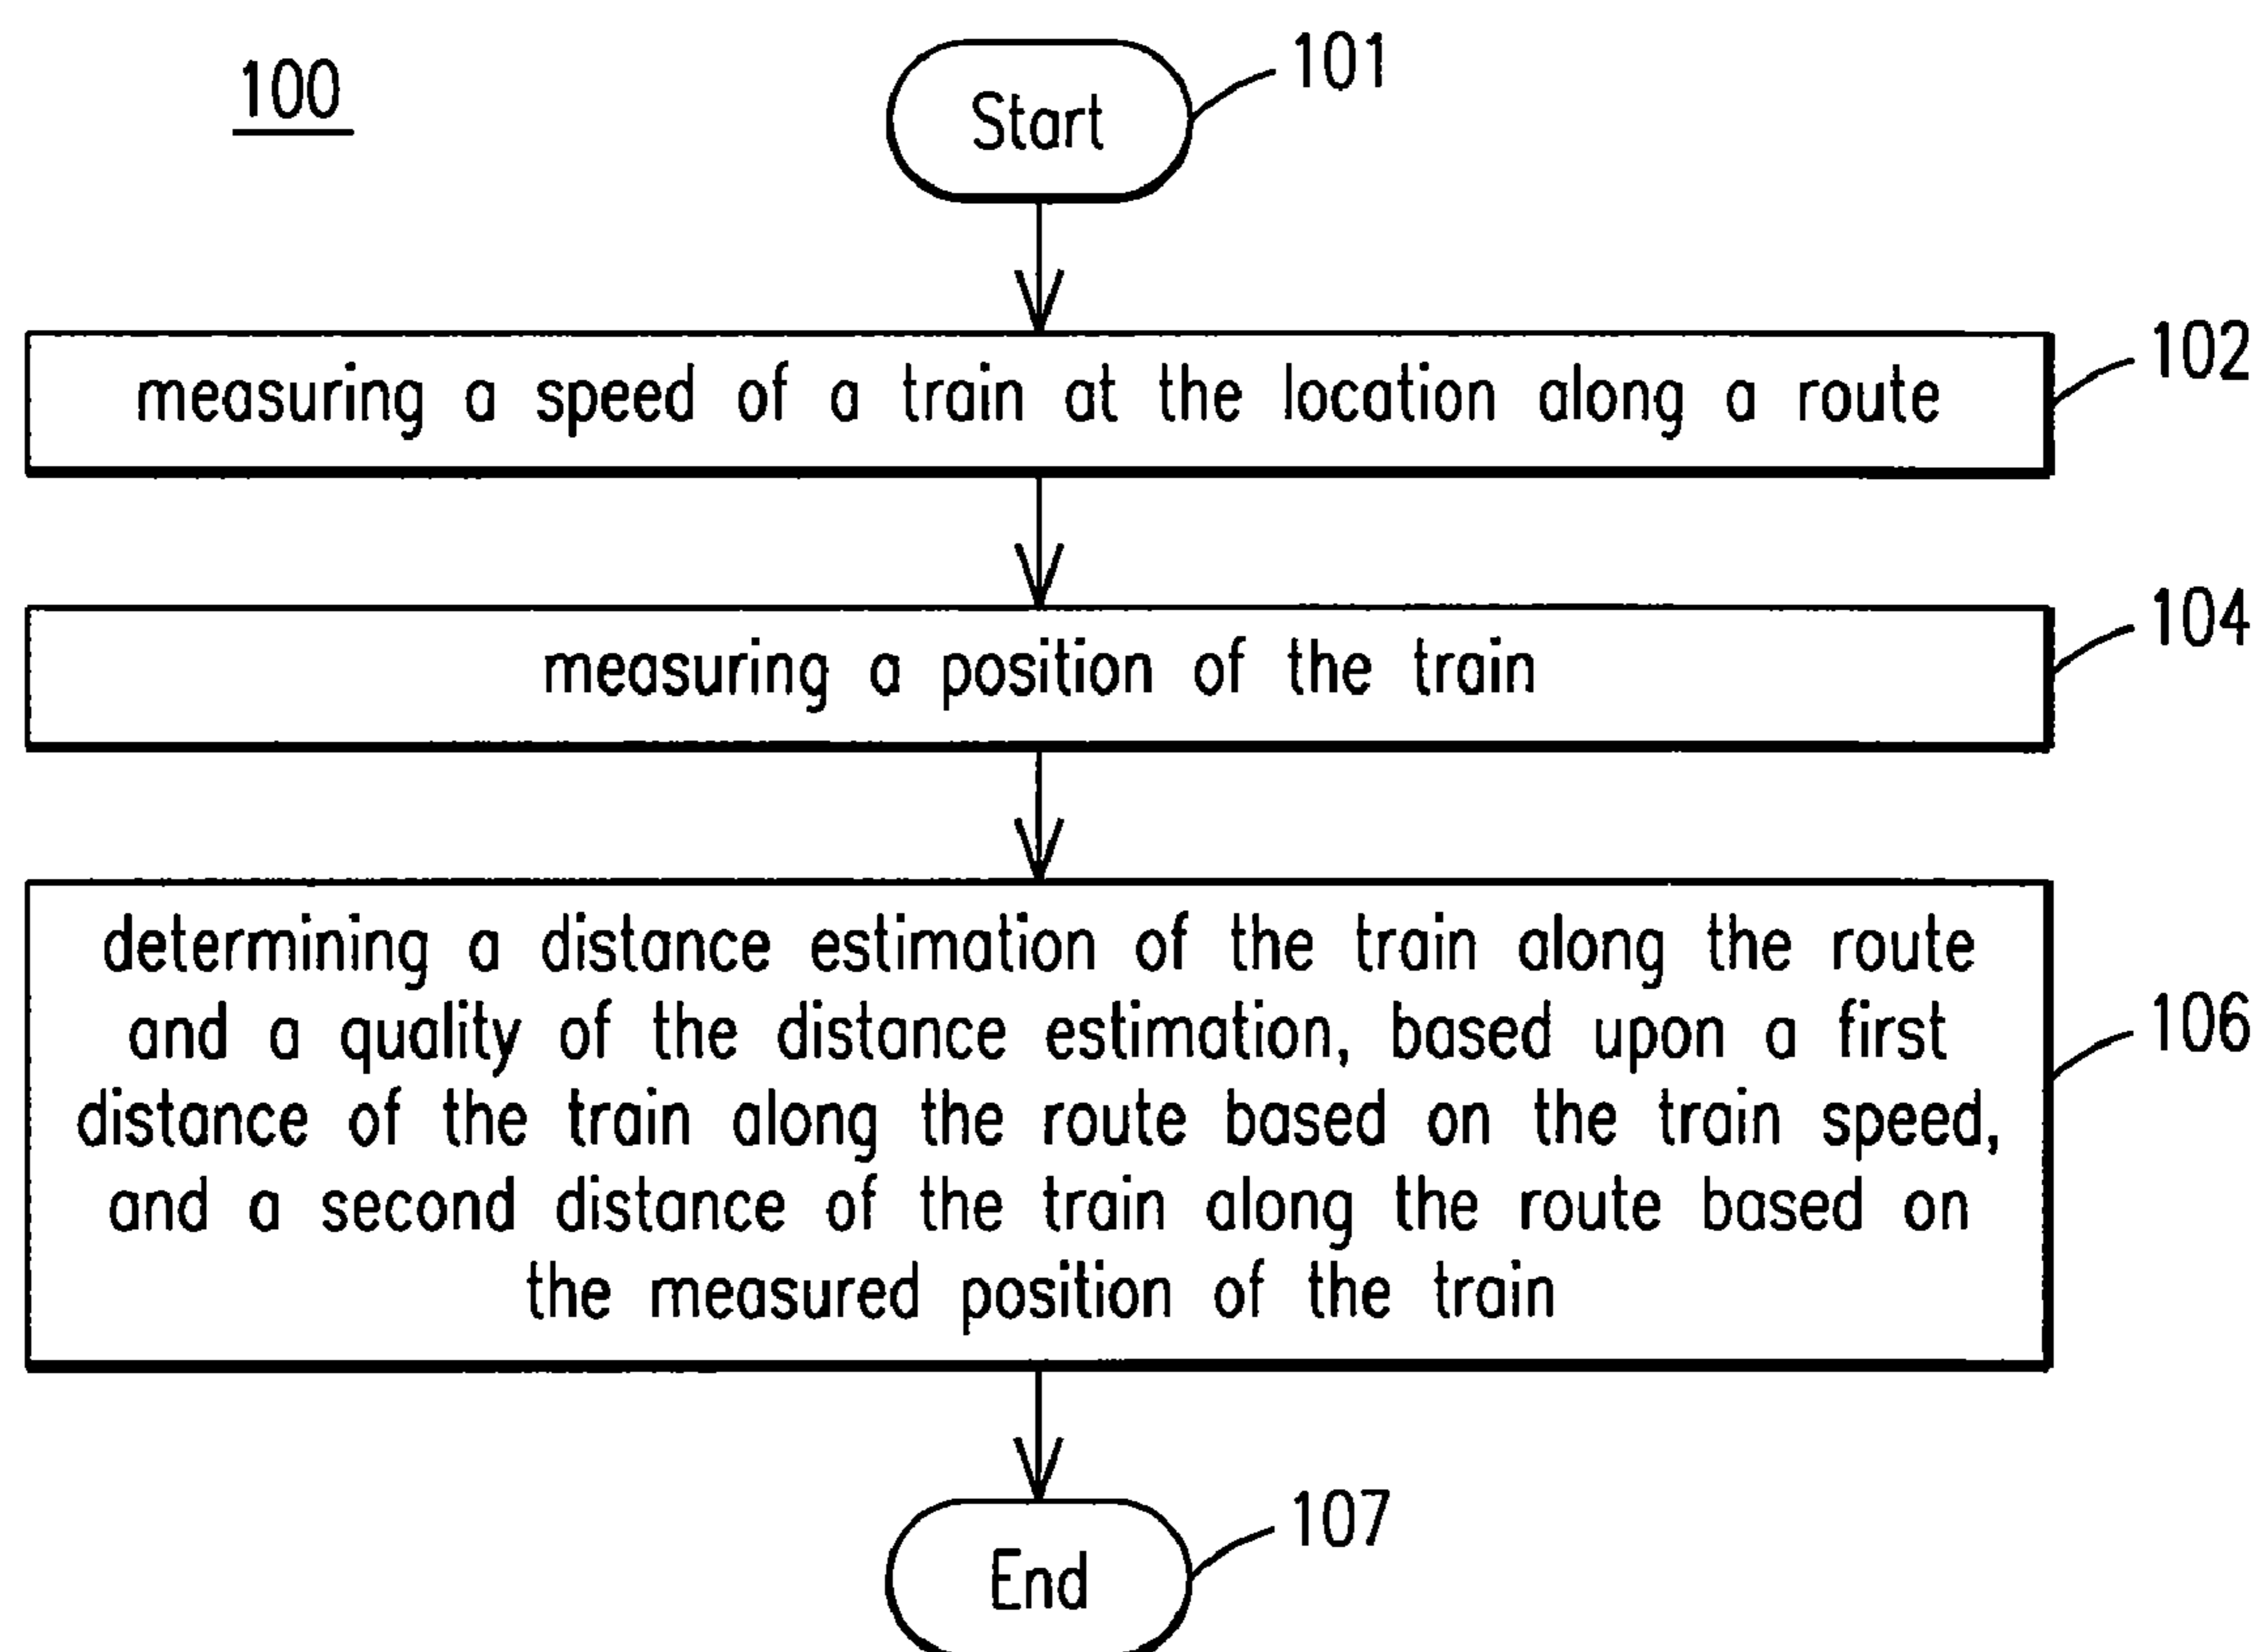 100
Start
101
measuring a speed of a train at the location along a route
102
measuring a position of the train
104
determining a distance estimation of the train along the route
and a quality of the distance estimation, based upon a first
distance of the train along the route based on the train speed,
and a second distance of the train along the route based on
the measured position of the train
106
End
107